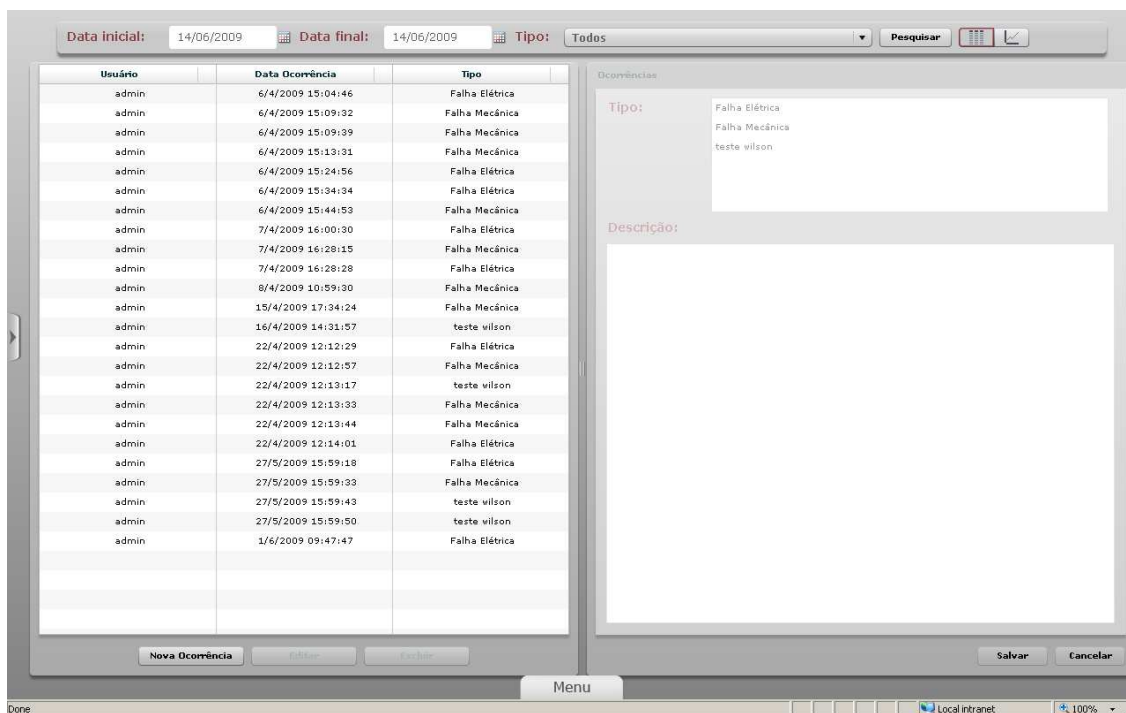 Data inicial: 14/06/2009 Data final: 14/06/2009 Tipo: Todos Pesquisar
Usuário Data Ocorrência Tipo
admin 6/4/2009 15:04:46 Falha Elétrica
admin 6/4/2009 15:09:32 Falha Mecânica
admin 6/4/2009 15:09:39 Falha Mecânica
admin 6/4/2009 15:13:31 Falha Mecânica
admin 6/4/2009 15:24:56 Falha Elétrica
admin 6/4/2009 15:34:34 Falha Elétrica
admin 6/4/2009 15:44:53 Falha Mecânica
admin 7/4/2009 16:00:30 Falha Elétrica
admin 7/4/2009 16:28:15 Falha Mecânica
admin 7/4/2009 16:28:28 Falha Elétrica
admin 8/4/2009 10:59:30 Falha Mecânica
admin 15/4/2009 17:34:24 Falha Mecânica
admin 16/4/2009 14:31:57 teste wilson
admin 22/4/2009 12:12:29 Falha Elétrica
admin 22/4/2009 12:12:57 Falha Mecânica
admin 22/4/2009 12:13:17 teste wilson
admin 22/4/2009 12:13:33 Falha Mecânica
admin 22/4/2009 12:13:44 Falha Mecânica
admin 22/4/2009 12:14:01 Falha Elétrica
admin 27/5/2009 15:59:18 Falha Elétrica
admin 27/5/2009 15:59:33 Falha Mecânica
admin 27/5/2009 15:59:43 teste wilson
admin 27/5/2009 15:59:50 teste wilson
admin 1/6/2009 09:47:47 Falha Elétrica
Nova Ocorrência Editar Excluir
Ocorrências
Tipo:
Falha Elétrica
Falha Mecânica
teste wilson
Descrição:
Salvar Cancelar
Menu
Done Local intranet 100%